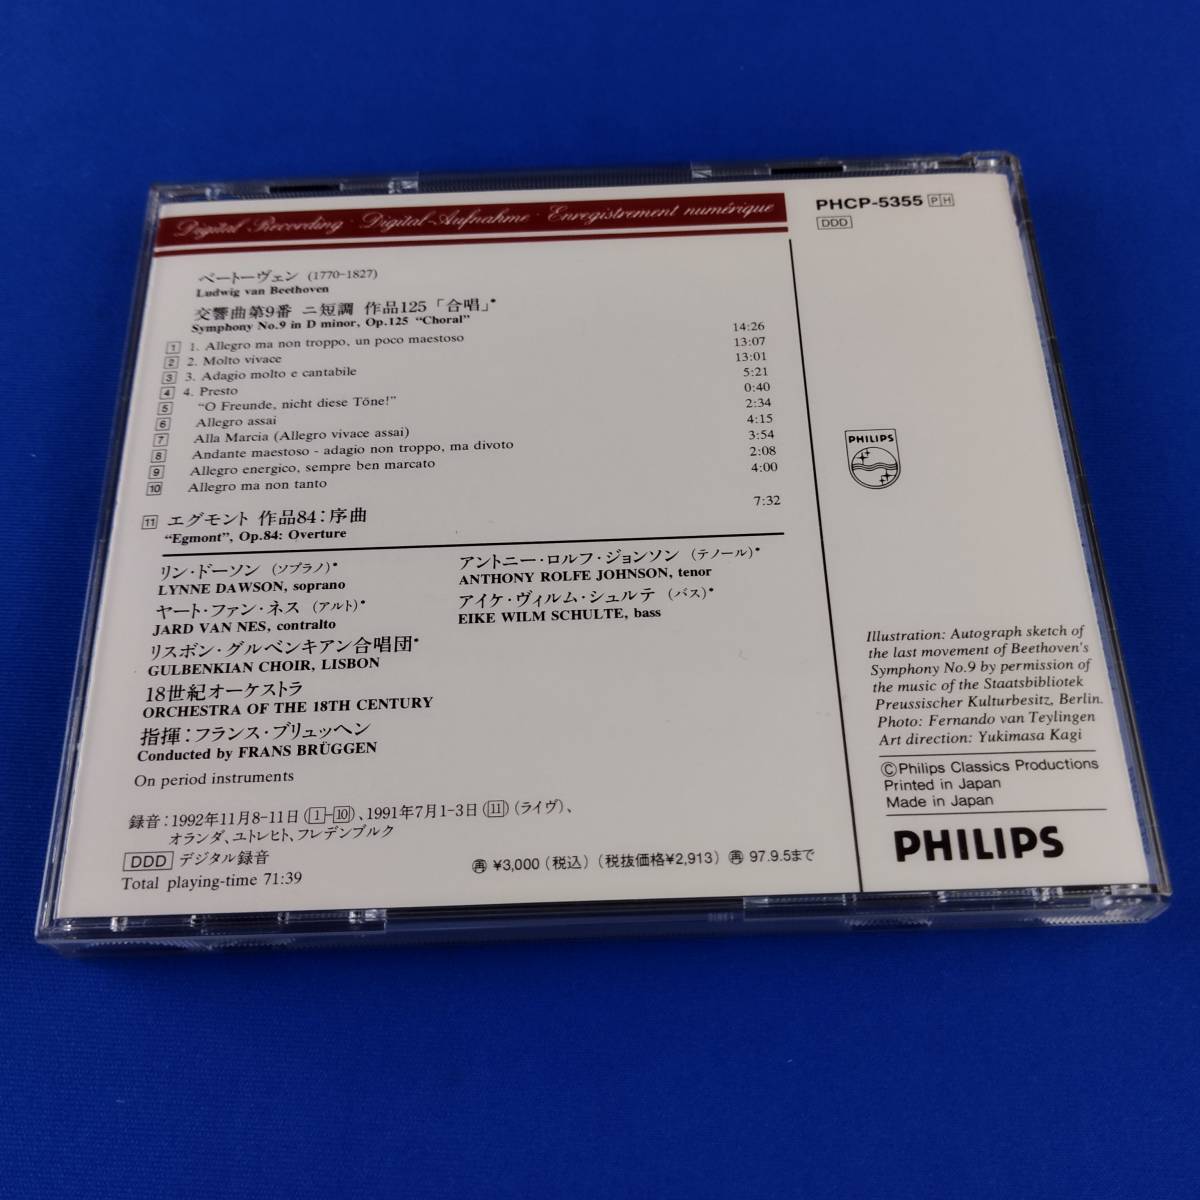 Digital Recording · Digital-Aufnahme · Enregistrement numérique
PHCP-5355 PH
DDD
ベートーヴェン (1770-1827)
Ludwig van Beethoven
交響曲第9番 ニ短調 作品125「合唱」*
Symphony No.9 in D minor, Op.125 “Choral”
1 1. Allegro ma non troppo, un poco maestoso 14:26
2 2. Molto vivace 13:07
3 3. Adagio molto e cantabile 13:01
4 4. Presto 5:21
5 “O Freunde, nicht diese Töne!” 0:40
6 Allegro assai 2:34
7 Alla Marcia (Allegro vivace assai) 4:15
8 Andante maestoso - adagio non troppo, ma divoto 3:54
9 Allegro energico, sempre ben marcato 2:08
10 Allegro ma non tanto 4:00
11 エグモント 作品84：序曲 7:32
“Egmont”, Op.84: Overture
リン・ドーソン（ソプラノ）*
LYNNE DAWSON, soprano
ヤート・ファン・ネス（アルト）*
JARD VAN NES, contralto
アントニー・ロルフ・ジョンソン（テノール）*
ANTHONY ROLFE JOHNSON, tenor
アイケ・ヴィルム・シュルテ（バス）*
EIKE WILM SCHULTE, bass
リスボン・グルベンキアン合唱団*
GULBENKIAN CHOIR, LISBON
18世紀オーケストラ
ORCHESTRA OF THE 18TH CENTURY
指揮：フランス・ブリュッヘン
Conducted by FRANS BRÜGGEN
On period instruments
録音：1992年11月8-11日（1-10）、1991年7月1-3日（11）（ライヴ）、
オランダ、ユトレヒト、フレデンブルク
DDD デジタル録音
Total playing-time 71:39
再 ¥3,000（税込）（税抜価格¥2,913）再 97.9.5まで
PHILIPS
Illustration: Autograph sketch of
the last movement of Beethoven's
Symphony No.9 by permission of
the music of the Staatsbibliotek
Preussischer Kulturbesitz, Berlin.
Photo: Fernando van Teylingen
Art direction: Yukimasa Kagi
©Philips Classics Productions
Printed in Japan
Made in Japan
PHILIPS